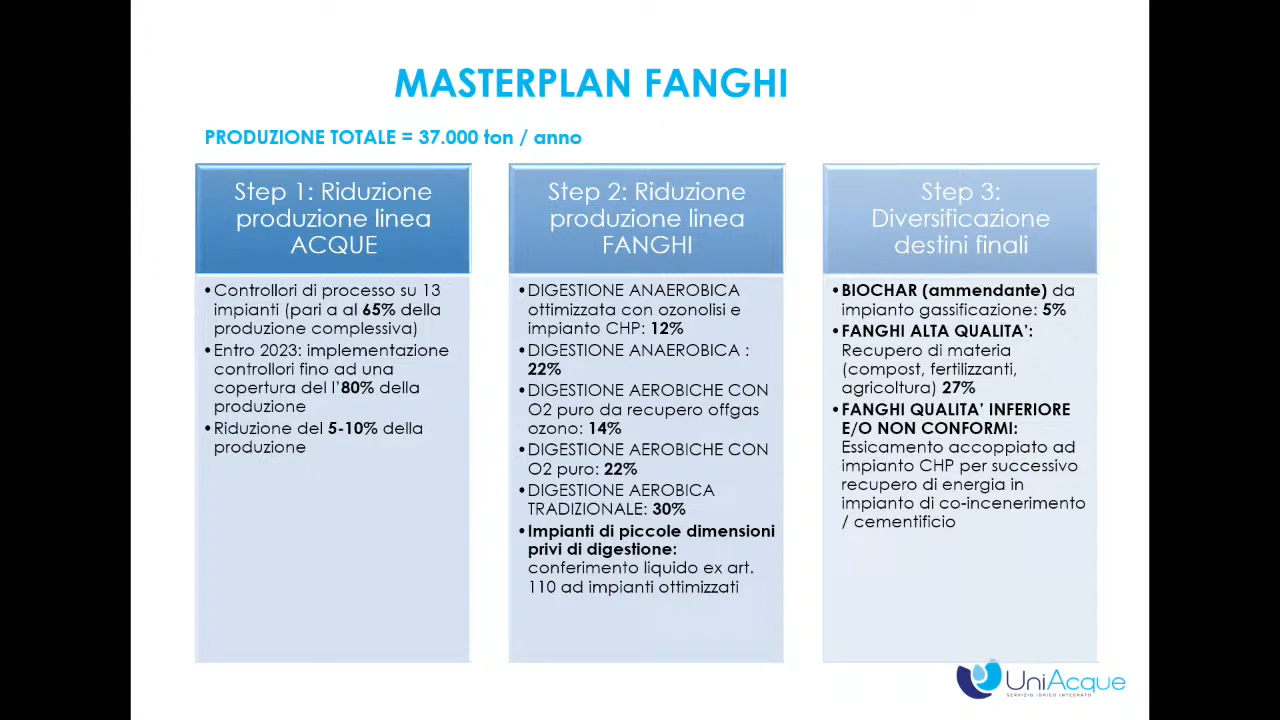 MASTERPLAN FANGHI
PRODUZIONE TOTALE = 37.000 ton / anno
Step 1: Riduzione
produzione linea
ACQUE
•Controllori di processo su 13
impianti (pari a al 65% della
produzione complessiva)
•Entro 2023: implementazione
controllori fino ad una
copertura del l'80% della
produzione
•Riduzione del 5-10% della
produzione
Step 2: Riduzione
produzione linea
FANGHI
•DIGESTIONE ANAEROBICA
ottimizzata con ozonolisi e
impianto CHP: 12%
•DIGESTIONE ANAEROBICA :
22%
•DIGESTIONE AEROBICHE CON
O2 puro da recupero offgas
ozono: 14%
•DIGESTIONE AEROBICHE CON
O2 puro: 22%
•DIGESTIONE AEROBICA
TRADIZIONALE: 30%
•Impianti di piccole dimensioni
privi di digestione:
conferimento liquido ex art.
110 ad impianti ottimizzati
Step 3:
Diversificazione
destini finali
•BIOCHAR (ammendante) da
impianto gassificazione: 5%
•FANGHI ALTA QUALITA':
Recupero di materia
(compost, fertilizzanti,
agricoltura) 27%
•FANGHI QUALITA' INFERIORE
E/O NON CONFORMI:
Essicamento accoppiato ad
impianto CHP per successivo
recupero di energia in
impianto di co-incenerimento
/ cementificio
UniAcque
SERVIZIO IDRICO INTEGRATO